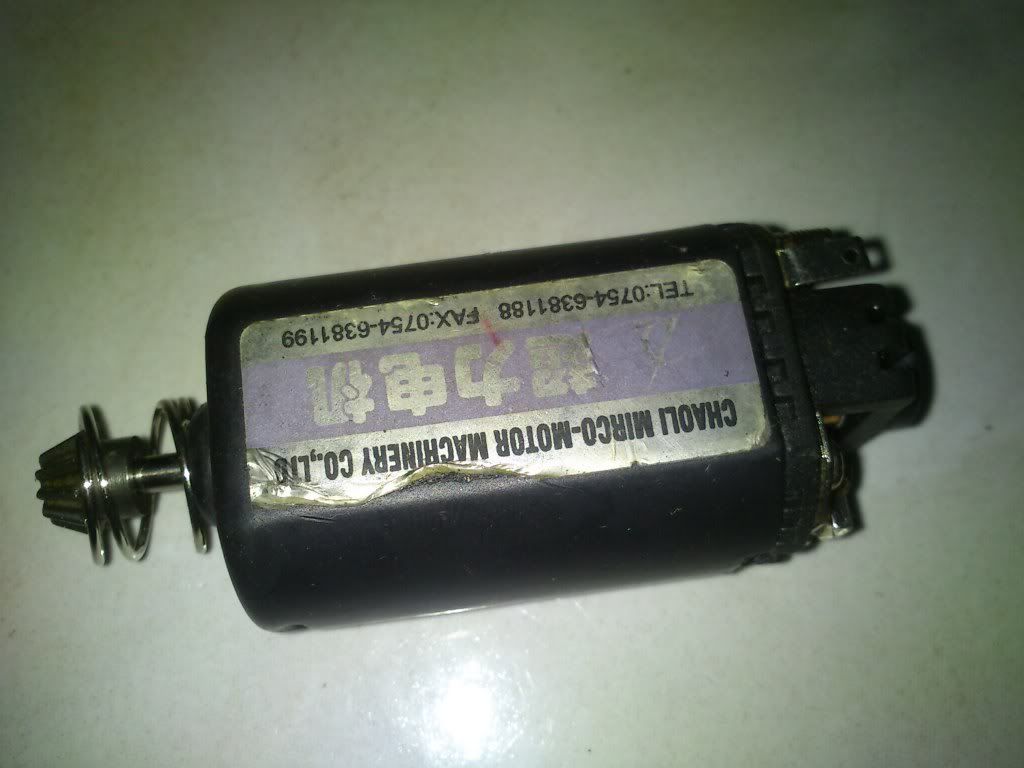 CHAOLI MIRCO-MOTOR MACHINERY CO.,LTD
超力电机
TEL:0754-6381188 FAX:0754-6381199